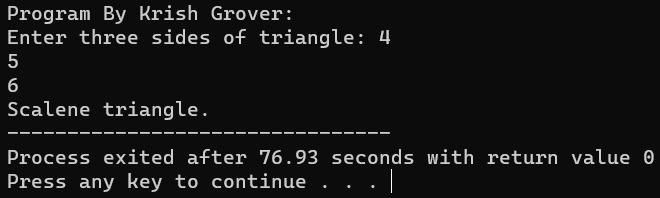 Program By Krish Grover:
Enter three sides of triangle: 4
5
6
Scalene triangle.
--------------------------------
Process exited after 76.93 seconds with return value 0
Press any key to continue . . .